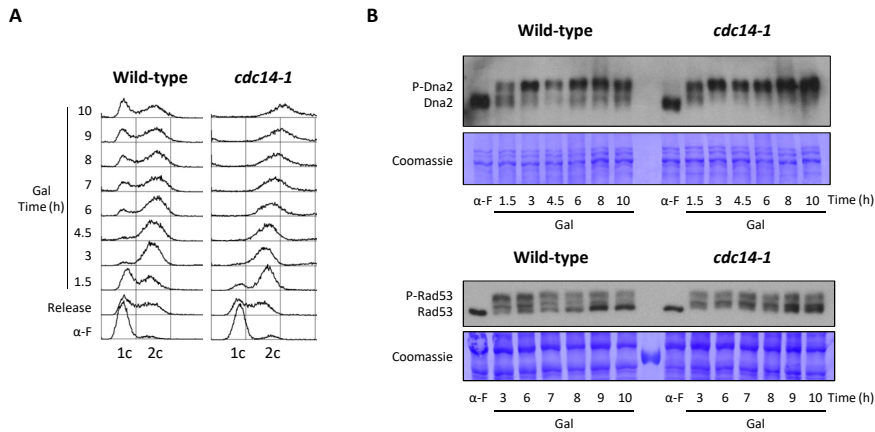 A
Wild-type cdc14-1
10
9
8
7
6
4.5
3
1.5
Gal
Time (h)
Release
α-F
1c 2c 1c 2c
B
Wild-type cdc14-1
P-Dna2
Dna2
Coomassie
α-F 1.5 3 4.5 6 8 10 α-F 1.5 3 4.5 6 8 10 Time (h)
Gal Gal
Wild-type cdc14-1
P-Rad53
Rad53
Coomassie
α-F 3 6 7 8 9 10 α-F 3 6 7 8 9 10 Time (h)
Gal Gal